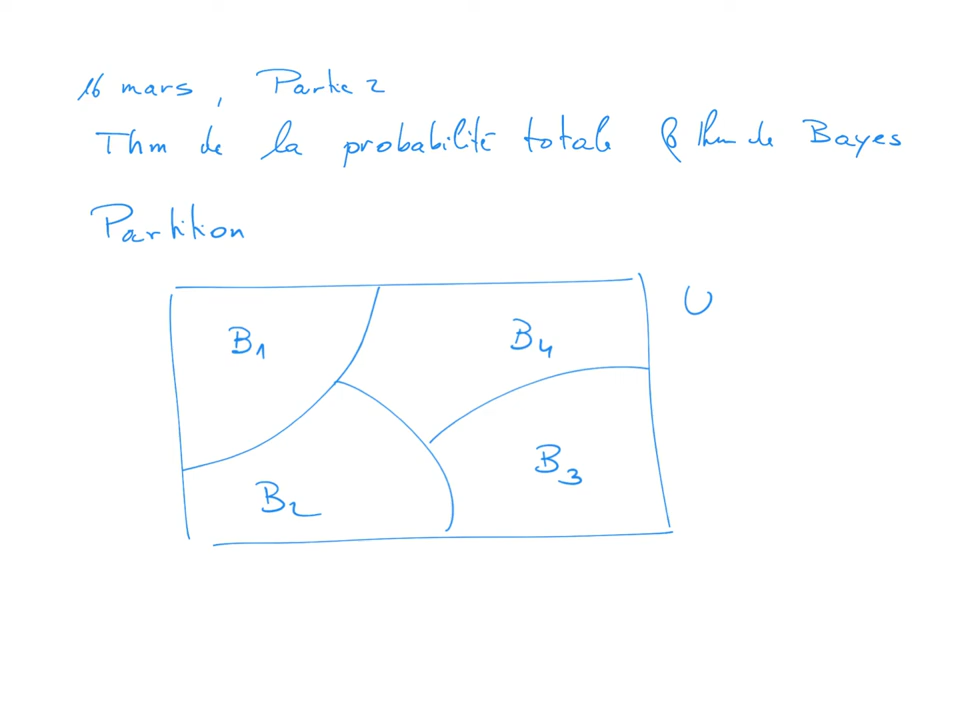 16 mars, Partie 2
Thm de la probabilité totale & thm de Bayes
Partition
U
B1
B4
B3
B2